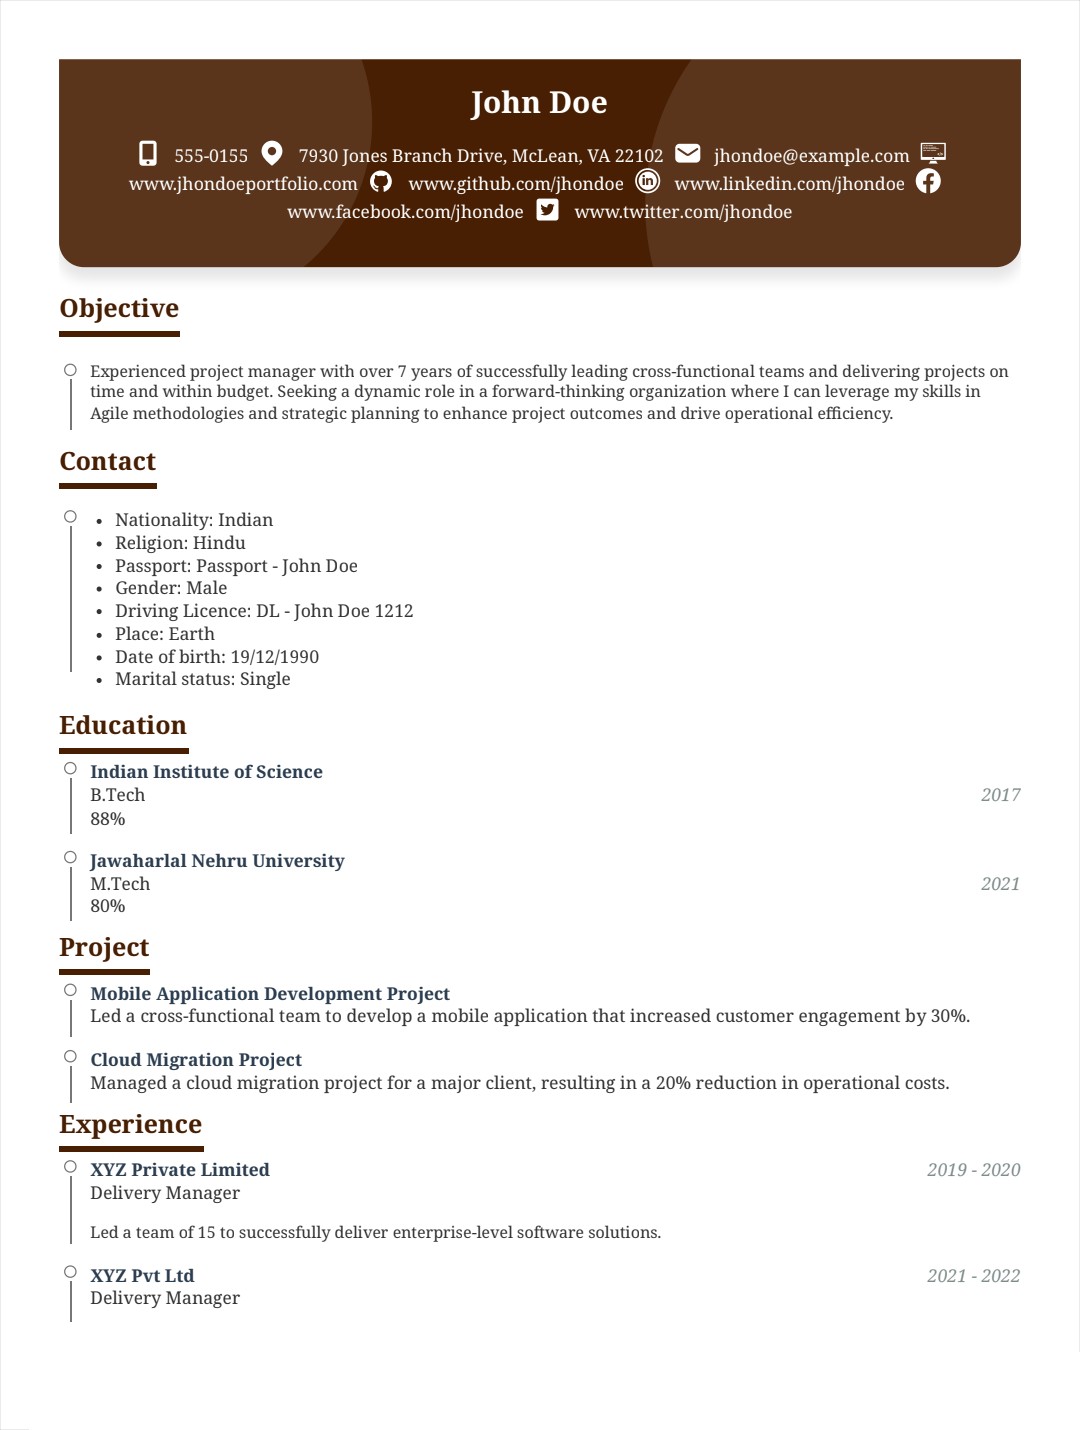 John Doe
555-0155 7930 Jones Branch Drive, McLean, VA 22102 jhondoe@example.com
www.jhondoeportfolio.com www.github.com/jhondoe www.linkedin.com/jhondoe
www.facebook.com/jhondoe www.twitter.com/jhondoe
Objective
Experienced project manager with over 7 years of successfully leading cross-functional teams and delivering projects on
time and within budget. Seeking a dynamic role in a forward-thinking organization where I can leverage my skills in
Agile methodologies and strategic planning to enhance project outcomes and drive operational efficiency.
Contact
• Nationality: Indian
• Religion: Hindu
• Passport: Passport - John Doe
• Gender: Male
• Driving Licence: DL - John Doe 1212
• Place: Earth
• Date of birth: 19/12/1990
• Marital status: Single
Education
Indian Institute of Science
B.Tech 2017
88%
Jawaharlal Nehru University
M.Tech 2021
80%
Project
Mobile Application Development Project
Led a cross-functional team to develop a mobile application that increased customer engagement by 30%.
Cloud Migration Project
Managed a cloud migration project for a major client, resulting in a 20% reduction in operational costs.
Experience
XYZ Private Limited 2019 - 2020
Delivery Manager
Led a team of 15 to successfully deliver enterprise-level software solutions.
XYZ Pvt Ltd 2021 - 2022
Delivery Manager